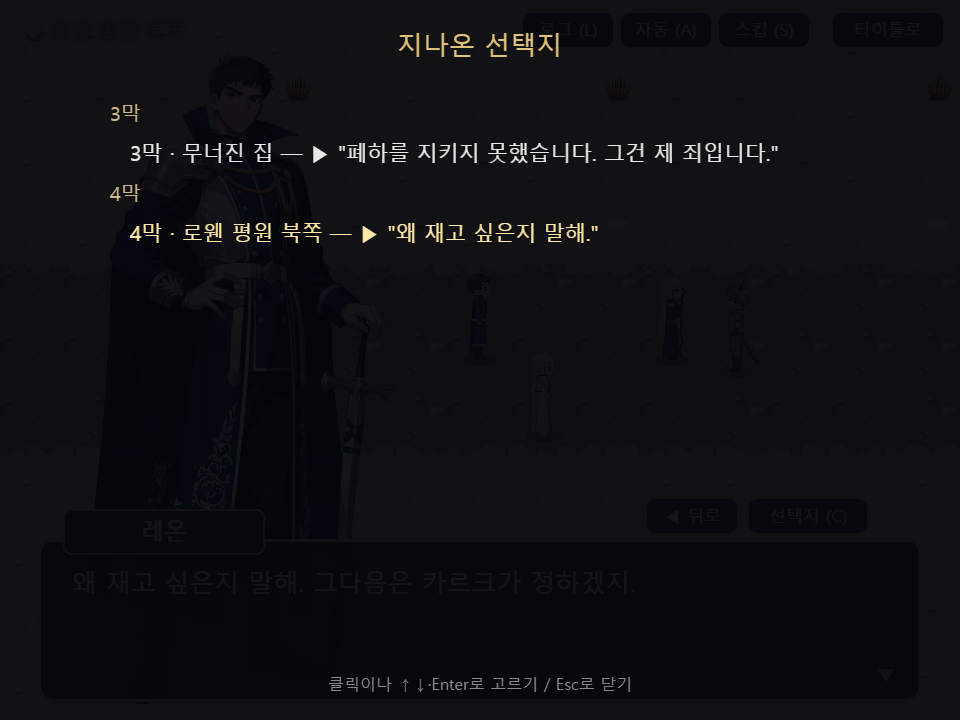 로그 (L) 자동 (A) 스킵 (S) 타이틀로
지나온 선택지
3막
3막 · 무너진 집 — ▶ "폐하를 지키지 못했습니다. 그건 제 죄입니다."
4막
4막 · 로웬 평원 북쪽 — ▶ "왜 재고 싶은지 말해."
◀ 뒤로 선택지 (C)
레온
왜 재고 싶은지 말해. 그다음은 카르크가 정하겠지.
클릭이나 ↑↓·Enter로 고르기 / Esc로 닫기